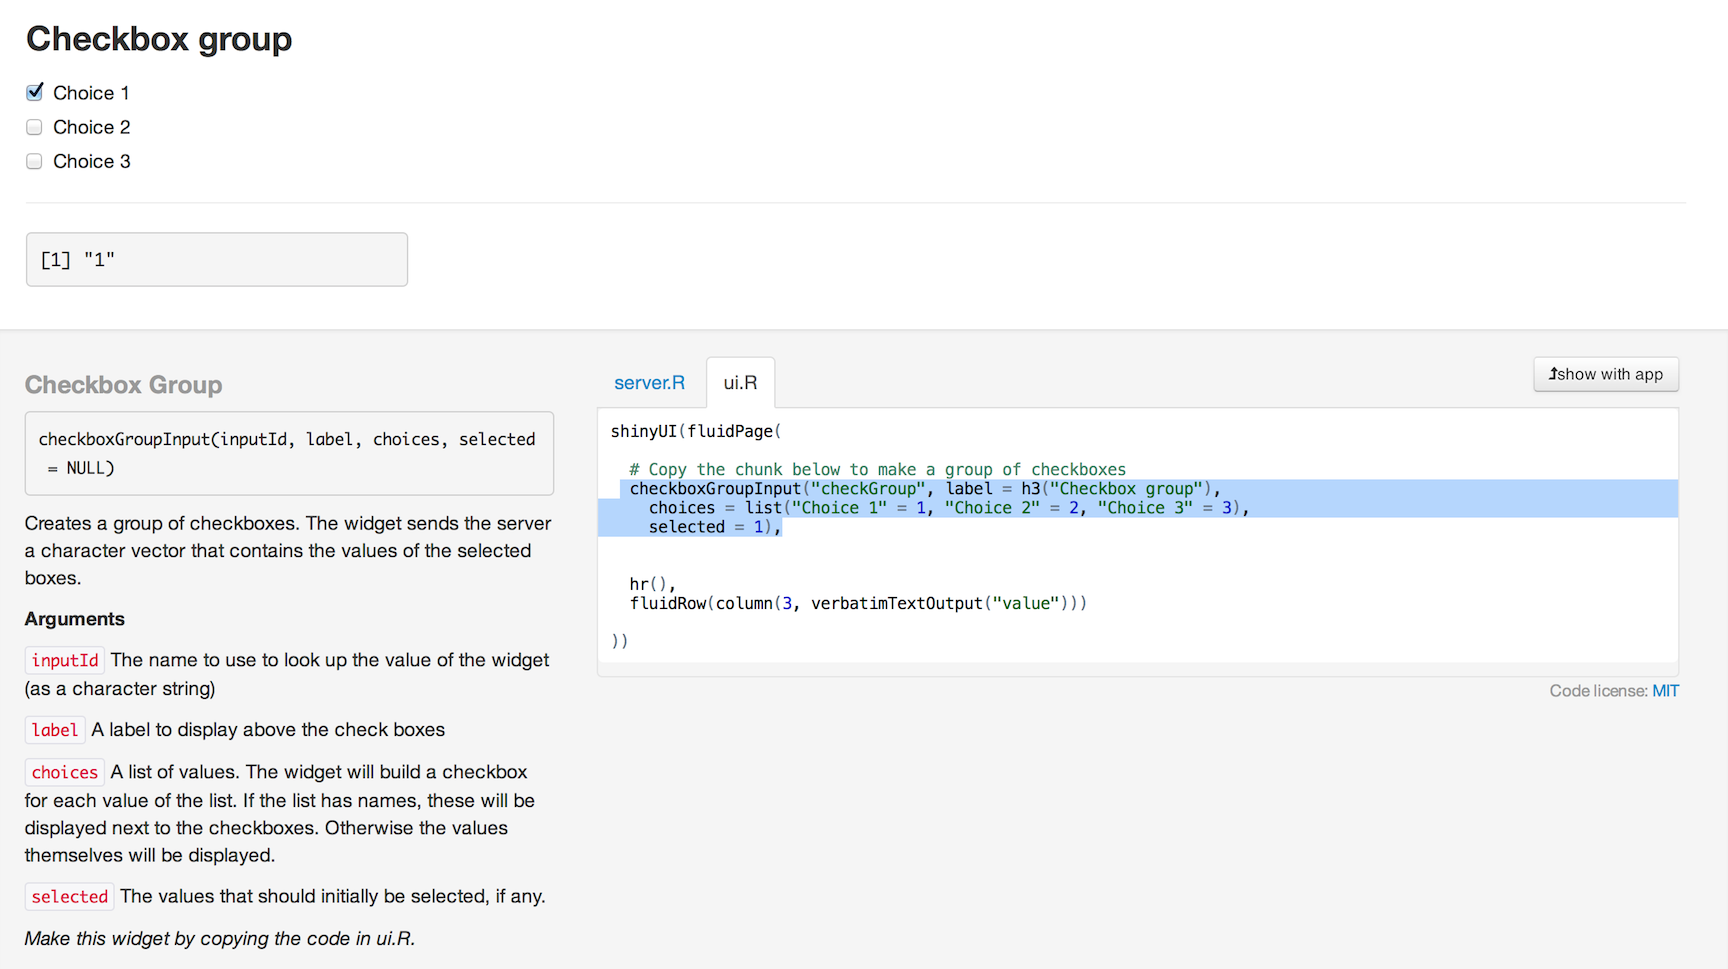 Checkbox group
Choice 1
Choice 2
Choice 3
[1] "1"
Checkbox Group
checkboxGroupInput(inputId, label, choices, selected
= NULL)
Creates a group of checkboxes. The widget sends the server
a character vector that contains the values of the selected
boxes.
Arguments
inputId The name to use to look up the value of the widget
(as a character string)
label A label to display above the check boxes
choices A list of values. The widget will build a checkbox
for each value of the list. If the list has names, these will be
displayed next to the checkboxes. Otherwise the values
themselves will be displayed.
selected The values that should initially be selected, if any.
Make this widget by copying the code in ui.R.
server.R
ui.R
show with app
shinyUI(fluidPage(
# Copy the chunk below to make a group of checkboxes
checkboxGroupInput("checkGroup", label = h3("Checkbox group"),
choices = list("Choice 1" = 1, "Choice 2" = 2, "Choice 3" = 3),
selected = 1),
hr(),
fluidRow(column(3, verbatimTextOutput("value")))
))
Code license: MIT